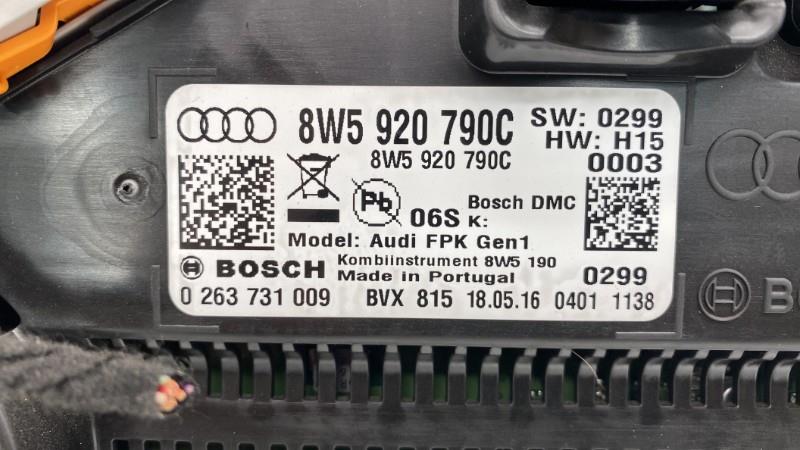 8W5 920 790C SW: 0299
HW: H15
8W5 920 790C 0003
Pb
06S K: Bosch DMC
Model: Audi FPK Gen1
BOSCH Kombiinstrument 8W5 190
Made in Portugal 0299
0 263 731 009 BVX 815 18.05.16 0401 1138